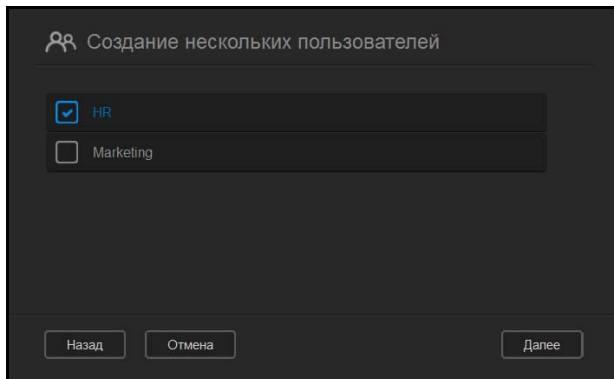 Создание нескольких пользователей
HR
Marketing
Назад
Отмена
Далее